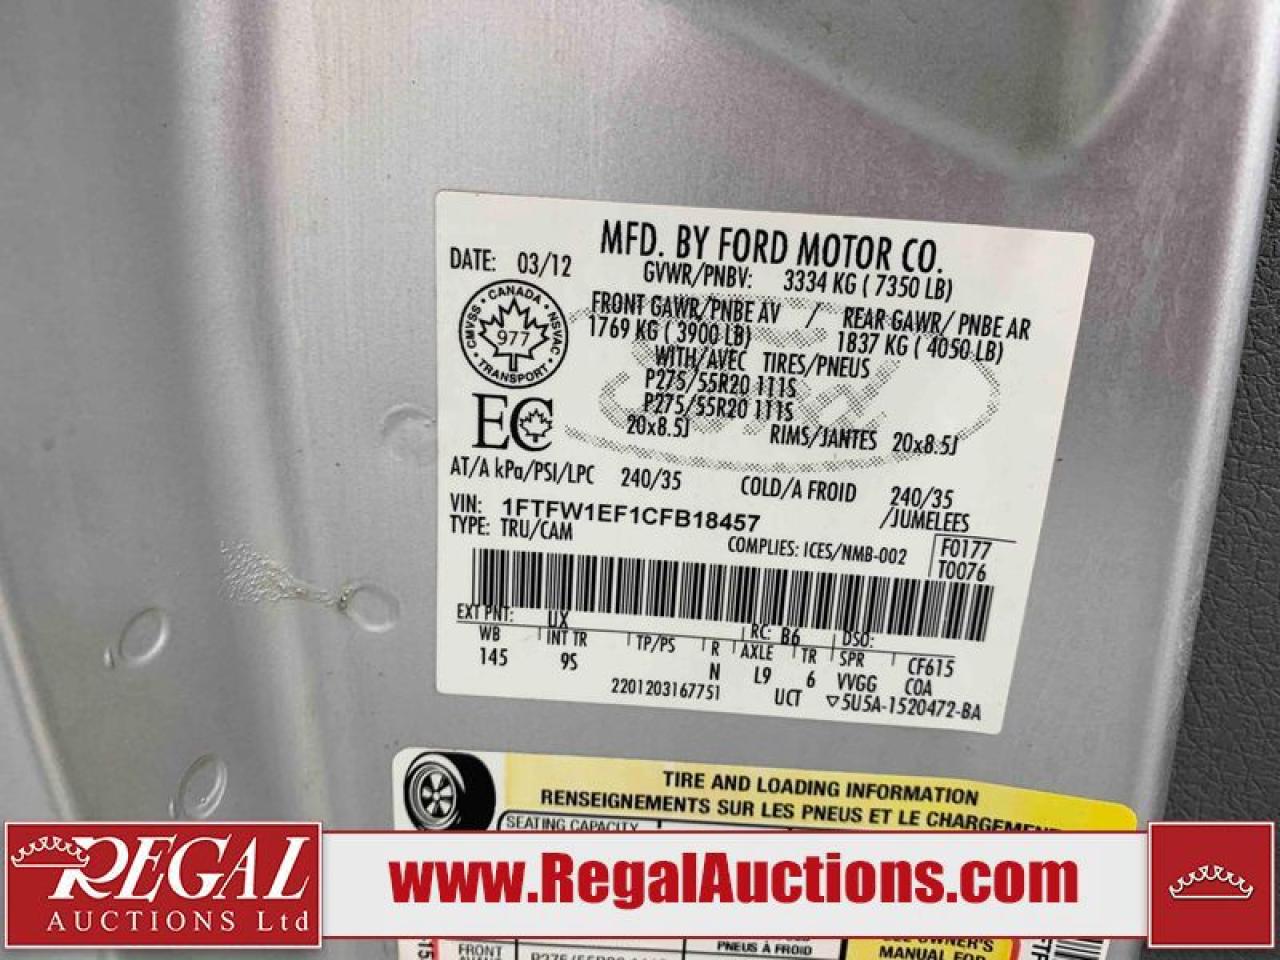 MFD. BY FORD MOTOR CO.
DATE: 03/12
GVWR/PNBV: 3334 KG ( 7350 LB)
FRONT GAWR/PNBE AV / REAR GAWR/ PNBE AR
1769 KG ( 3900 LB) 1837 KG ( 4050 LB)
WITH/AVEC TIRES/PNEUS
P275/55R20 111S
P275/55R20 111S
20x8.5J RIMS/JANTES 20x8.5J
CANADA
CMVSS NSVAC
977
TRANSPORT
EC
AT/A kPa/PSI/LPC 240/35 COLD/A FROID 240/35
VIN: 1FTFW1EF1CFB18457 /JUMELEES
TYPE: TRU/CAM
COMPLIES: ICES/NMB-002 F0177
T0076
EXT PNT: UX RC: B6 DSO:
WB INT TR TP/PS R AXLE TR SPR CF615
145 9S N L9 6 VVGG COA
2201203167751 UCT ▽5U5A-1520472-BA
TIRE AND LOADING INFORMATION
RENSEIGNEMENTS SUR LES PNEUS ET LE CHARGEMENT
SEATING CAPACITY
REGAL
AUCTIONS Ltd
www.RegalAuctions.com
FRONT
PNEUS À FROID
OWNER'S
MANUAL FOR